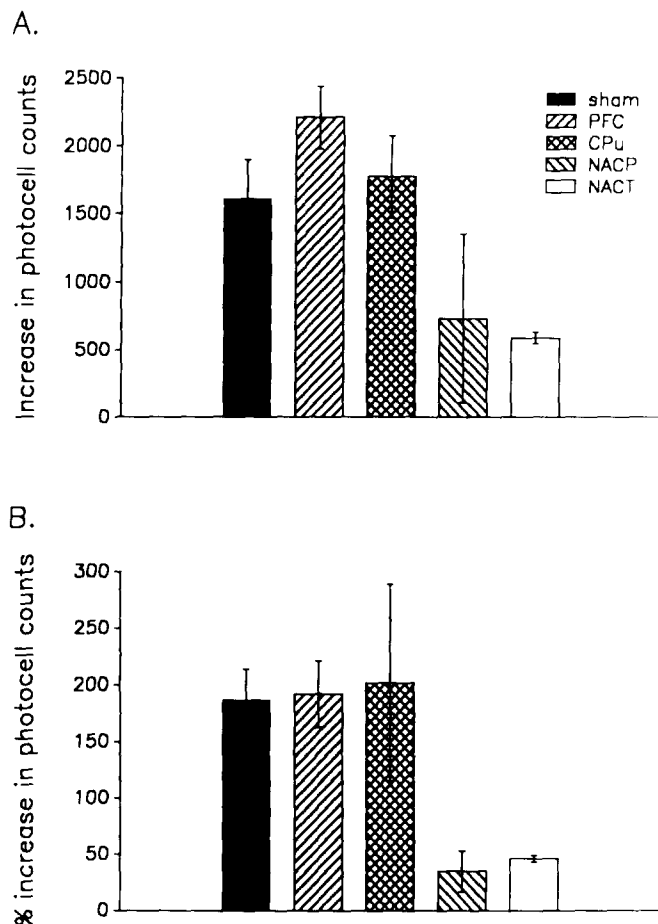 A.
Increase in photocell counts
2500
2000
1500
1000
500
0
sham
PFC
CPu
NACP
NACT
B.
% increase in photocell counts
300
250
200
150
100
50
0